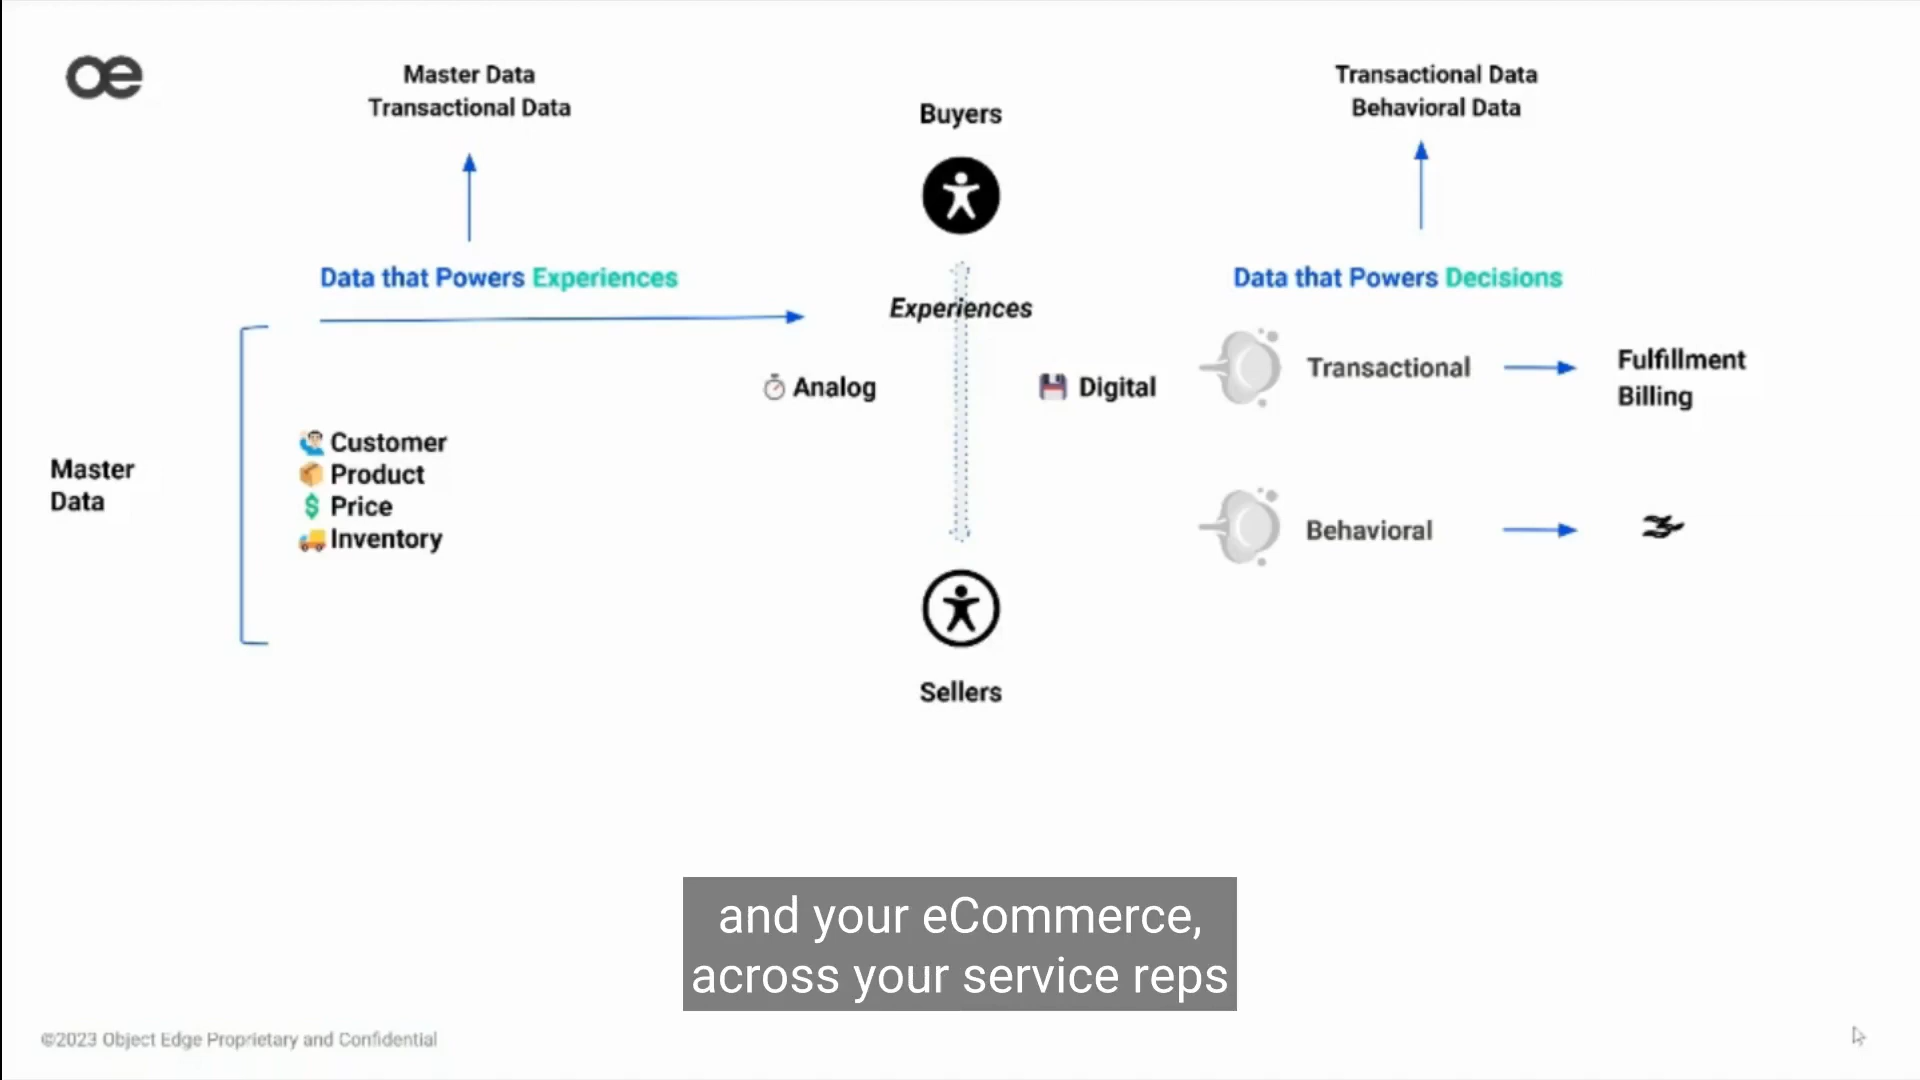 oe
Master Data
Transactional Data
Data that Powers Experiences
Master
Data
Customer
Product
Price
Inventory
Buyers
Experiences
Analog
Digital
Sellers
Transactional Data
Behavioral Data
Data that Powers Decisions
Transactional
Fulfillment
Billing
Behavioral
and your eCommerce,
across your service reps
©2023 Object Edge Proprietary and Confidential